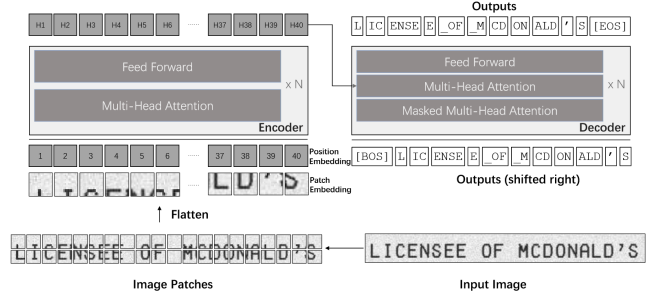 Outputs
H1 H2 H3 H4 H5 H6 ...... H37 H38 H39 H40
L IC ENSE E _OF _M CD ON ALD ' S [EOS]
Feed Forward
Multi-Head Attention
x N
Encoder
Feed Forward
Multi-Head Attention
Masked Multi-Head Attention
x N
Decoder
1 2 3 4 5 6 ...... 37 38 39 40
Position
Embedding
[BOS] L IC ENSE E _OF _M CD ON ALD ' S
Patch
Embedding
Outputs (shifted right)
Flatten
LICENSEE OF MCDONALD'S
LICENSEE OF MCDONALD'S
Image Patches
Input Image